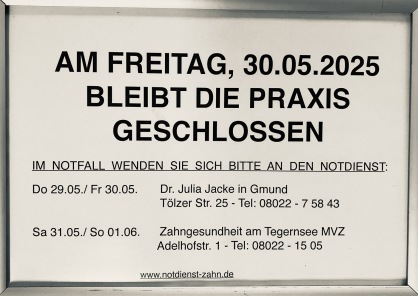 AM FREITAG, 30.05.2025
BLEIBT DIE PRAXIS
GESCHLOSSEN
IM NOTFALL WENDEN SIE SICH BITTE AN DEN NOTDIENST:
Do 29.05./ Fr 30.05. Dr. Julia Jacke in Gmund
Tölzer Str. 25 - Tel: 08022 - 7 58 43
Sa 31.05./ So 01.06. Zahngesundheit am Tegernsee MVZ
Adelhofstr. 1 - Tel: 08022 - 15 05
www.notdienst-zahn.de